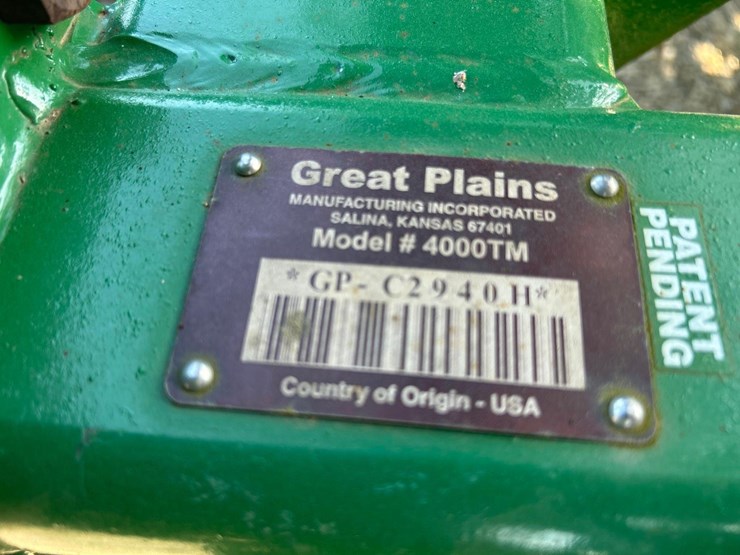 Great Plains
MANUFACTURING INCORPORATED
SALINA, KANSAS 67401
Model # 4000TM
*GP-C2940H*
Country of Origin - USA
PATENT
PENDING